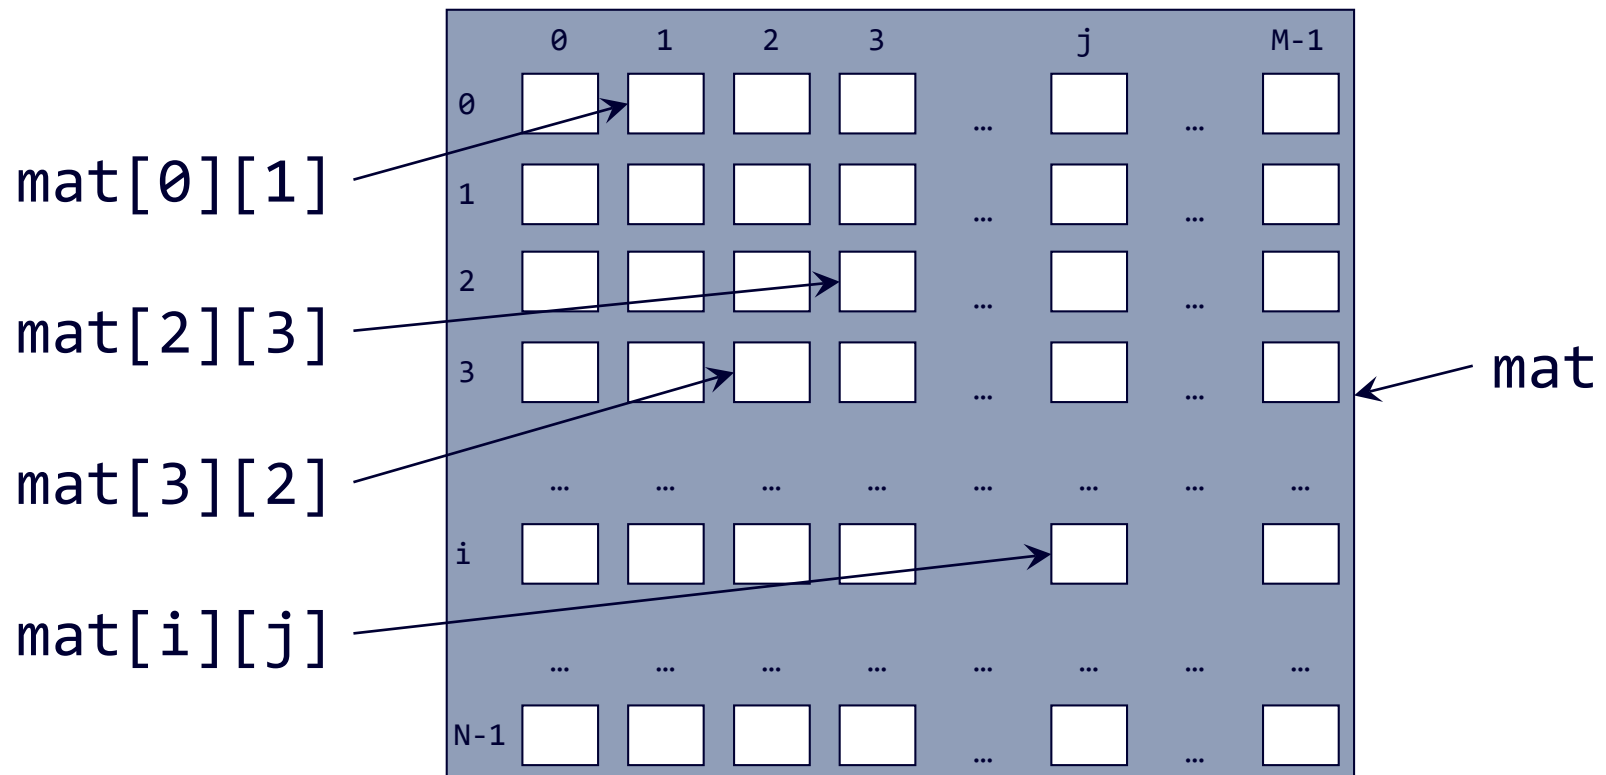 0 1 2 3 j M-1
0 … …
mat[0][1]
1 … …
2 … …
mat[2][3]
3 … …
mat
mat[3][2]
… … … … … … … …
i
mat[i][j]
… … … … … … … …
N-1 … …